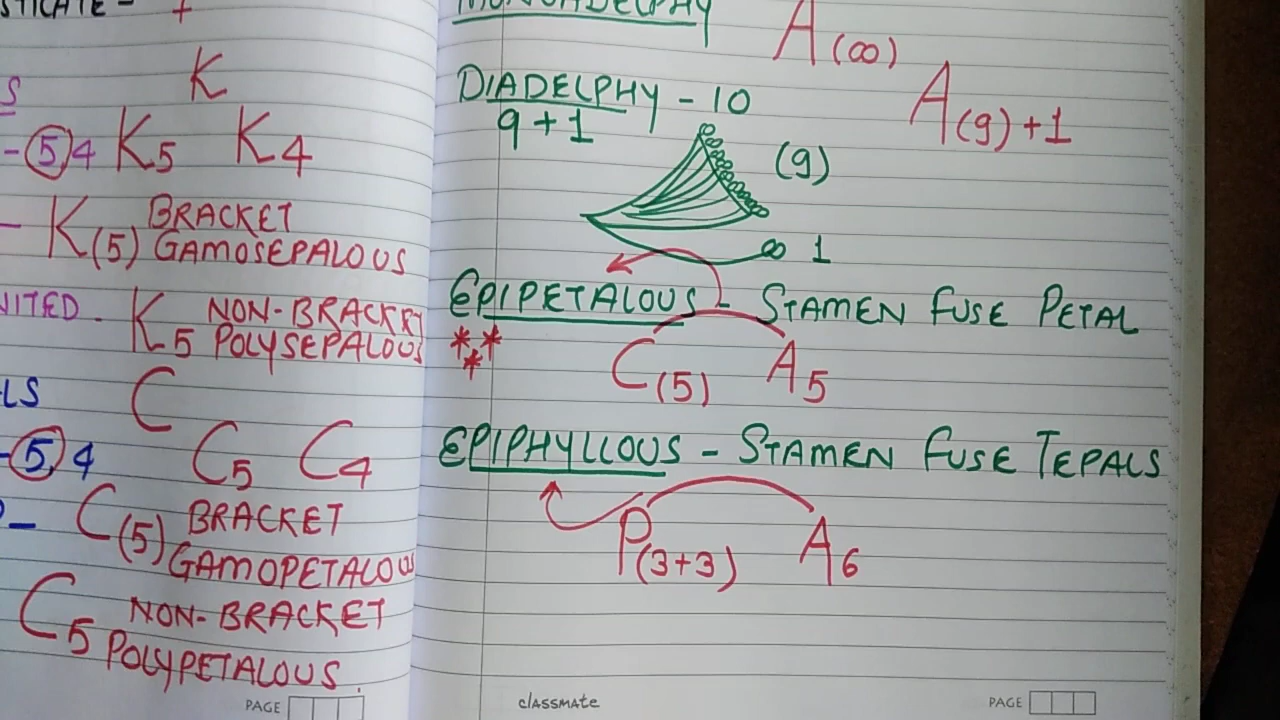 K
S
- 5, 4 K5 K4
- K(5) BRACKET
GAMOSEPALOUS
NITED - K5 NON-BRACKET
POLYSEPALOUS
LS C
- 5, 4 C5 C4
- C(5) BRACKET
GAMOPETALOUS
C5 NON-BRACKET
POLYPETALOUS
PAGE
A(∞)
DIADELPHY - 10
9+1
A(9)+1
(9)
1
EPIPETALOUS - STAMEN FUSE PETAL
***
C(5) A5
EPIPHYLLOUS - STAMEN FUSE TEPALS
P(3+3) A6
classmate
PAGE